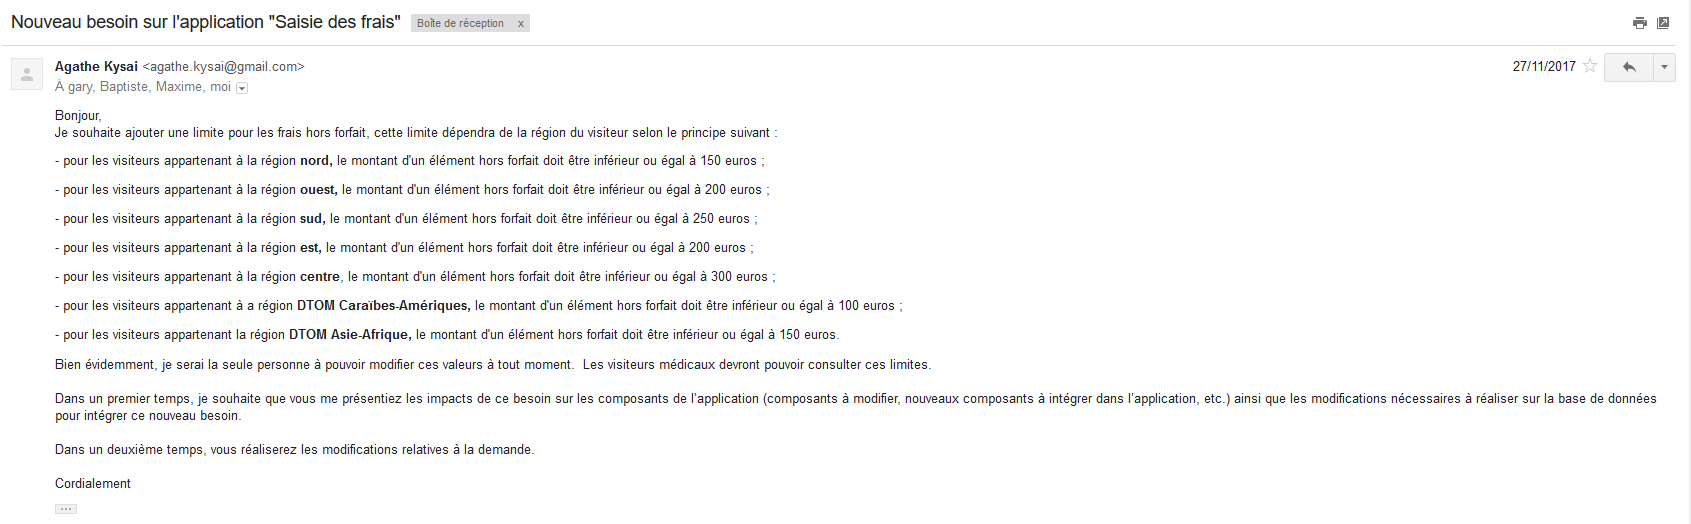 Nouveau besoin sur l'application "Saisie des frais" Boîte de réception x
Agathe Kysai <agathe.kysai@gmail.com> 27/11/2017
À gary, Baptiste, Maxime, moi
Bonjour,
Je souhaite ajouter une limite pour les frais hors forfait, cette limite dépendra de la région du visiteur selon le principe suivant :
- pour les visiteurs appartenant à la région nord, le montant d'un élément hors forfait doit être inférieur ou égal à 150 euros ;
- pour les visiteurs appartenant à la région ouest, le montant d'un élément hors forfait doit être inférieur ou égal à 200 euros ;
- pour les visiteurs appartenant à la région sud, le montant d'un élément hors forfait doit être inférieur ou égal à 250 euros ;
- pour les visiteurs appartenant à la région est, le montant d'un élément hors forfait doit être inférieur ou égal à 200 euros ;
- pour les visiteurs appartenant à la région centre, le montant d'un élément hors forfait doit être inférieur ou égal à 300 euros ;
- pour les visiteurs appartenant à a région DTOM Caraïbes-Amériques, le montant d'un élément hors forfait doit être inférieur ou égal à 100 euros ;
- pour les visiteurs appartenant la région DTOM Asie-Afrique, le montant d'un élément hors forfait doit être inférieur ou égal à 150 euros.
Bien évidemment, je serai la seule personne à pouvoir modifier ces valeurs à tout moment. Les visiteurs médicaux devront pouvoir consulter ces limites.
Dans un premier temps, je souhaite que vous me présentiez les impacts de ce besoin sur les composants de l'application (composants à modifier, nouveaux composants à intégrer dans l'application, etc.) ainsi que les modifications nécessaires à réaliser sur la base de données
pour intégrer ce nouveau besoin.
Dans un deuxième temps, vous réaliserez les modifications relatives à la demande.
Cordialement